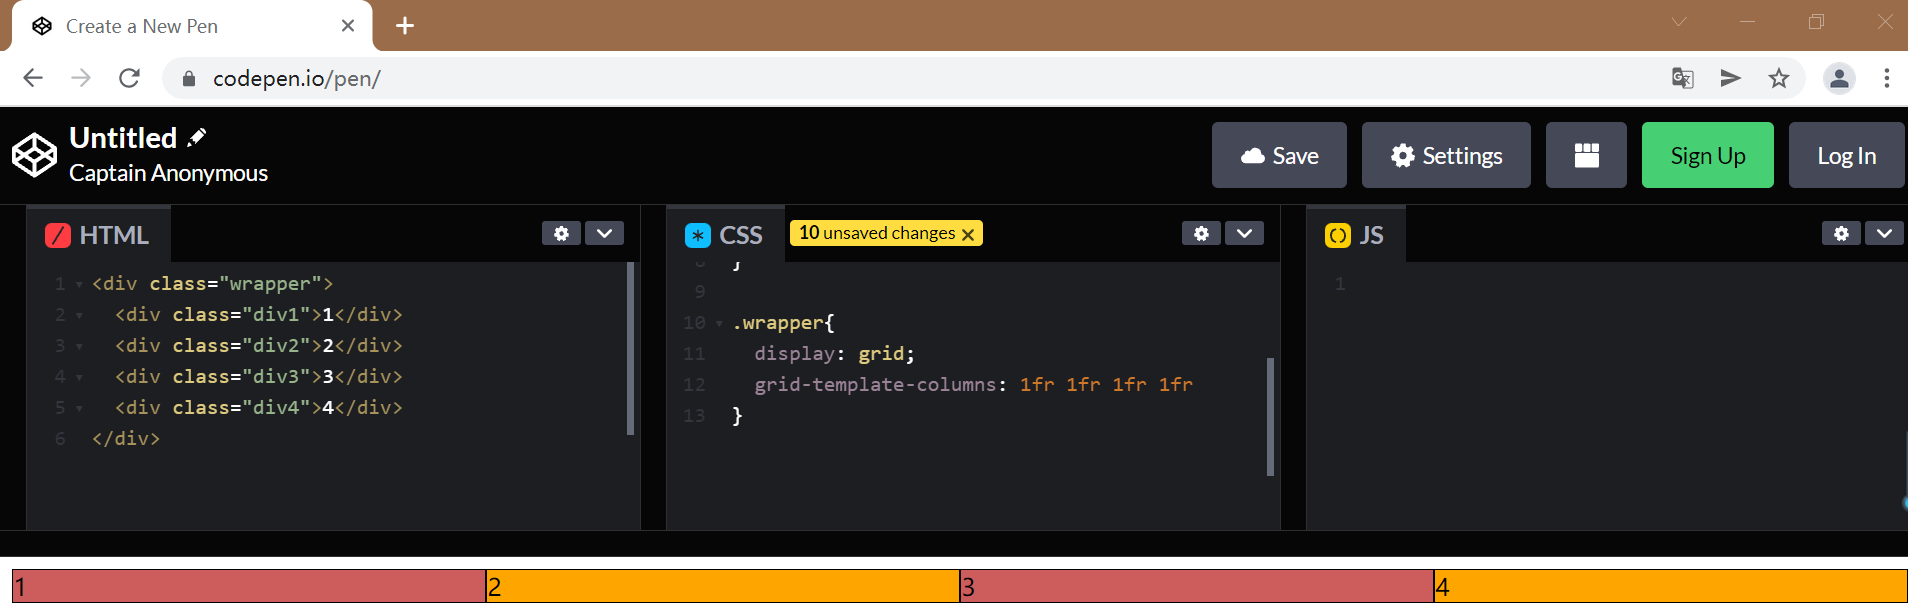 Create a New Pen
codepen.io/pen/
Untitled
Captain Anonymous
Save
Settings
Sign Up
Log In
HTML
1 <div class="wrapper">
2 <div class="div1">1</div>
3 <div class="div2">2</div>
4 <div class="div3">3</div>
5 <div class="div4">4</div>
6 </div>
CSS
10 unsaved changes
8 }
9
10 .wrapper{
11 display: grid;
12 grid-template-columns: 1fr 1fr 1fr 1fr
13 }
JS
1
1 2 3 4